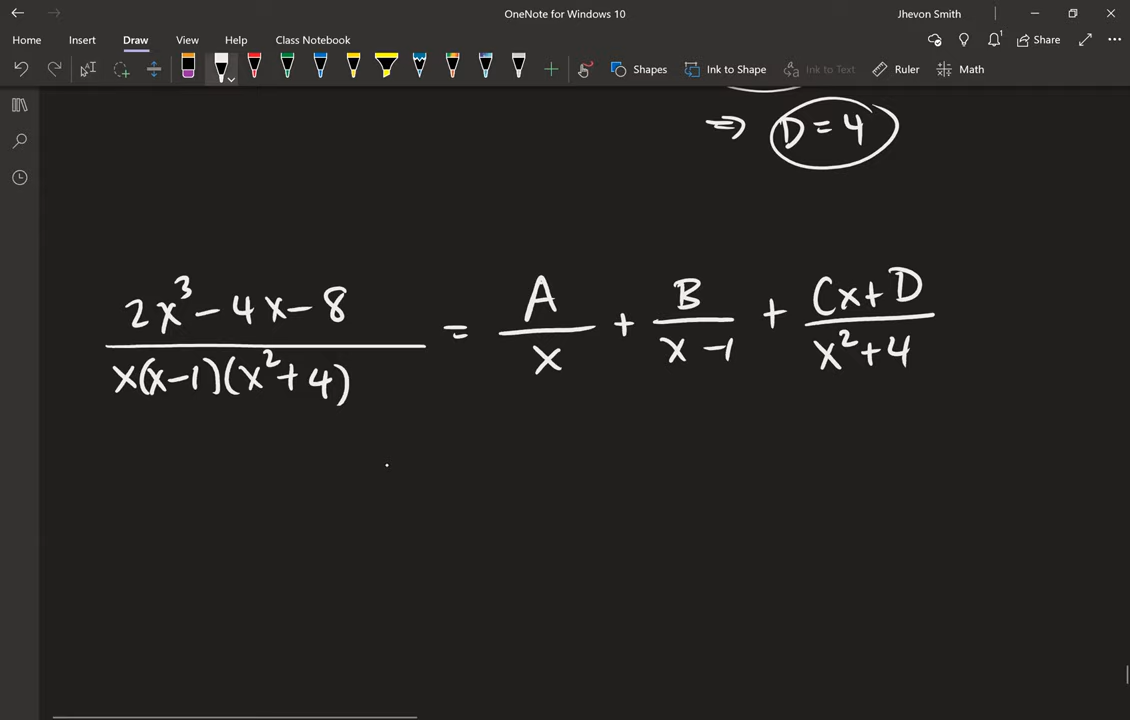 OneNote for Windows 10
Jhevon Smith
Home Insert Draw View Help Class Notebook
Share
Shapes Ink to Shape Ink to Text Ruler Math
⇒ D = 4
2x³ − 4x − 8 / x(x−1)(x²+4) = A / x + B / x − 1 + Cx+D / x²+4